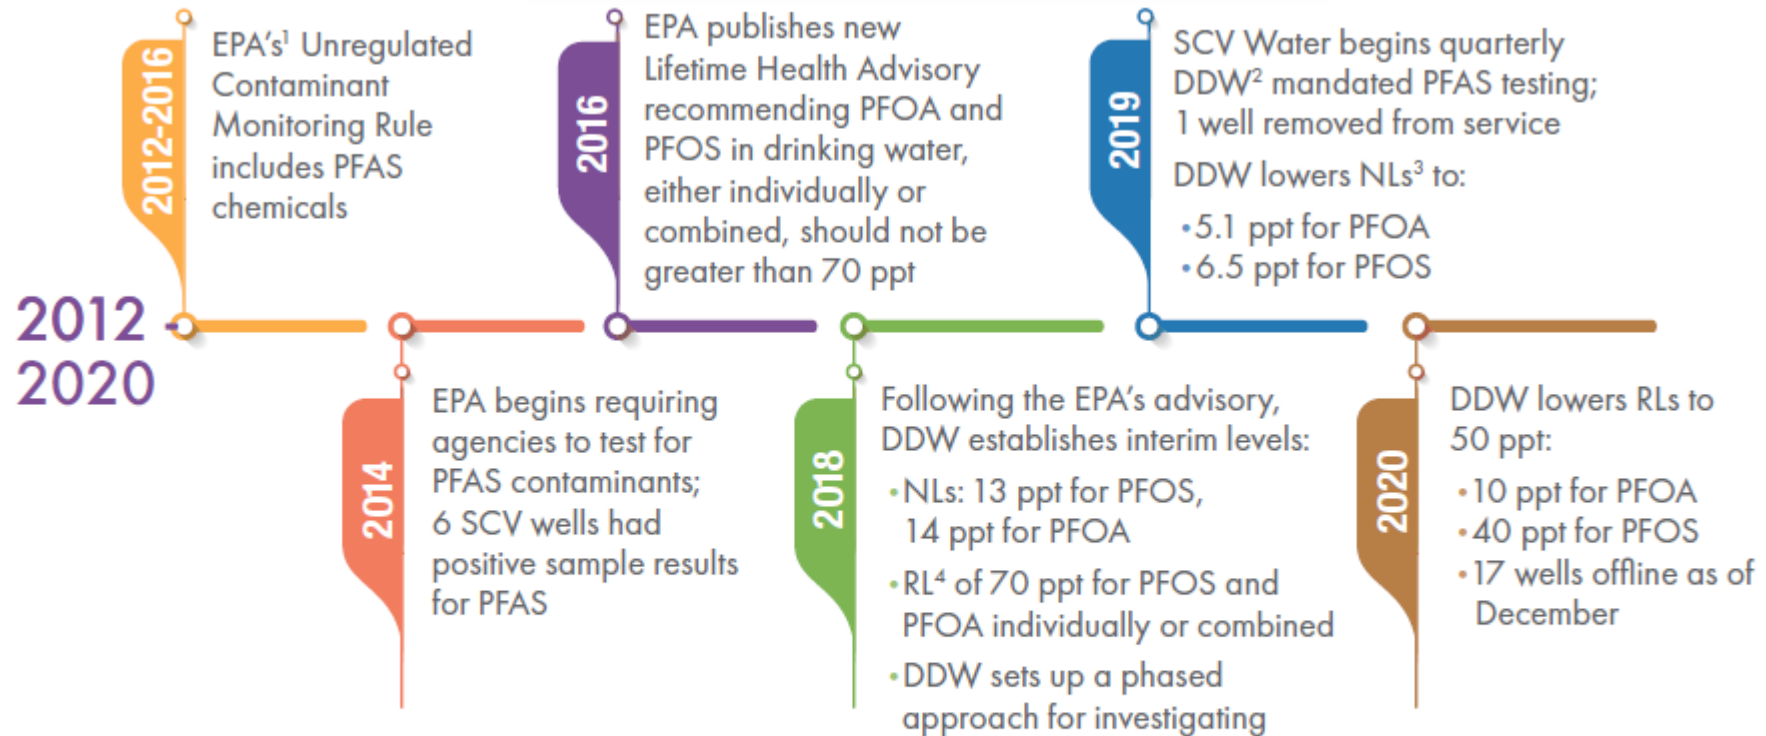 2012-2016
EPA’s¹ Unregulated
Contaminant
Monitoring Rule
includes PFAS
chemicals
2016
EPA publishes new
Lifetime Health Advisory
recommending PFOA and
PFOS in drinking water,
either individually or
combined, should not be
greater than 70 ppt
2019
SCV Water begins quarterly
DDW² mandated PFAS testing;
1 well removed from service
DDW lowers NLs³ to:
•5.1 ppt for PFOA
•6.5 ppt for PFOS
2012 -
2020
2014
EPA begins requiring
agencies to test for
PFAS contaminants;
6 SCV wells had
positive sample results
for PFAS
2018
Following the EPA’s advisory,
DDW establishes interim levels:
•NLs: 13 ppt for PFOS,
14 ppt for PFOA
•RL⁴ of 70 ppt for PFOS and
PFOA individually or combined
•DDW sets up a phased
approach for investigating
2020
DDW lowers RLs to
50 ppt:
•10 ppt for PFOA
•40 ppt for PFOS
•17 wells offline as of
December